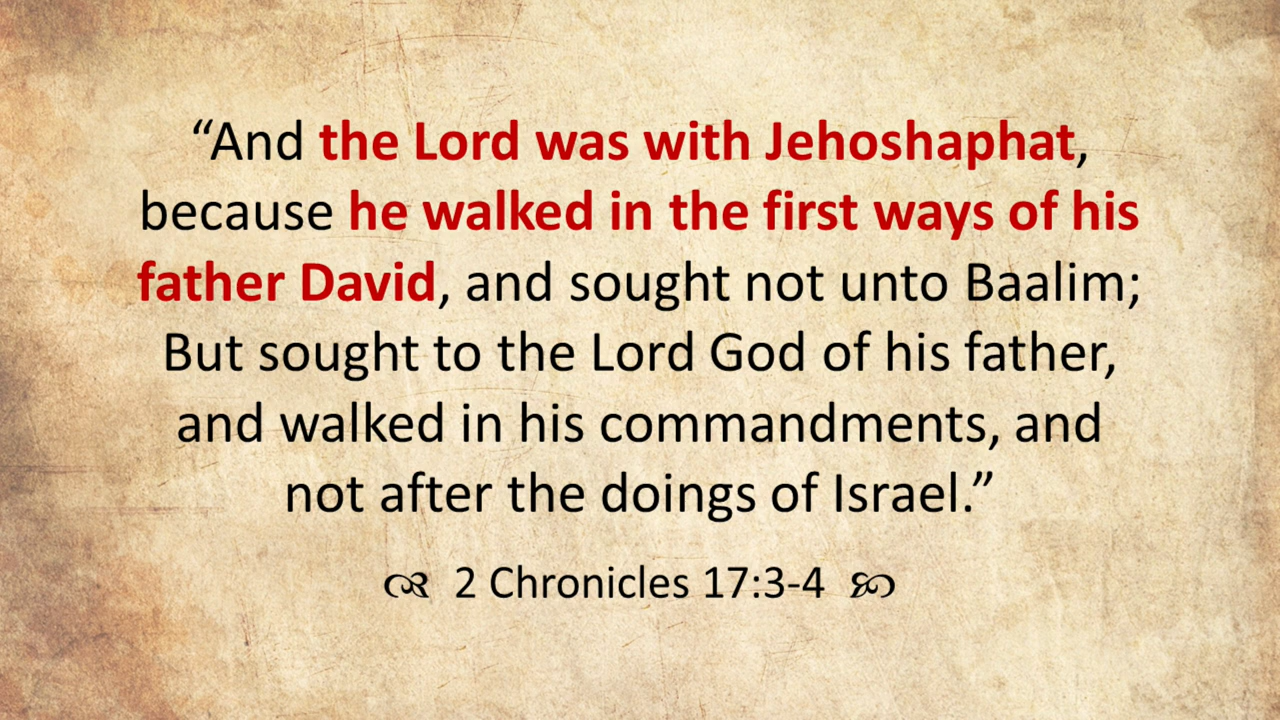 “And the Lord was with Jehoshaphat,
because he walked in the first ways of his
father David, and sought not unto Baalim;
But sought to the Lord God of his father,
and walked in his commandments, and
not after the doings of Israel.”
2 Chronicles 17:3-4